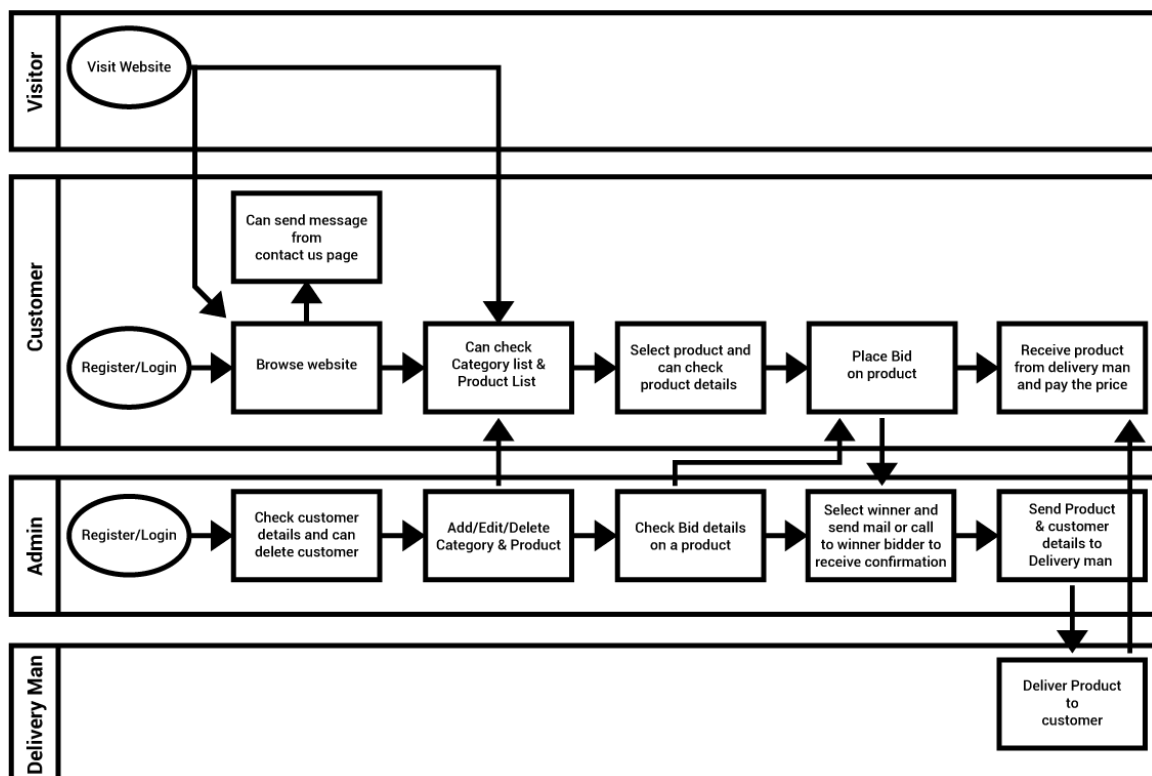 Visitor
Visit Website
Customer
Can send message
from
contact us page
Register/Login
Browse website
Can check
Category list &
Product List
Select product and
can check
product details
Place Bid
on product
Receive product
from delivery man
and pay the price
Admin
Register/Login
Check customer
details and can
delete customer
Add/Edit/Delete
Category & Product
Check Bid details
on a product
Select winner and
send mail or call
to winner bidder to
receive confirmation
Send Product
& customer
details to
Delivery man
Delivery Man
Deliver Product
to
customer